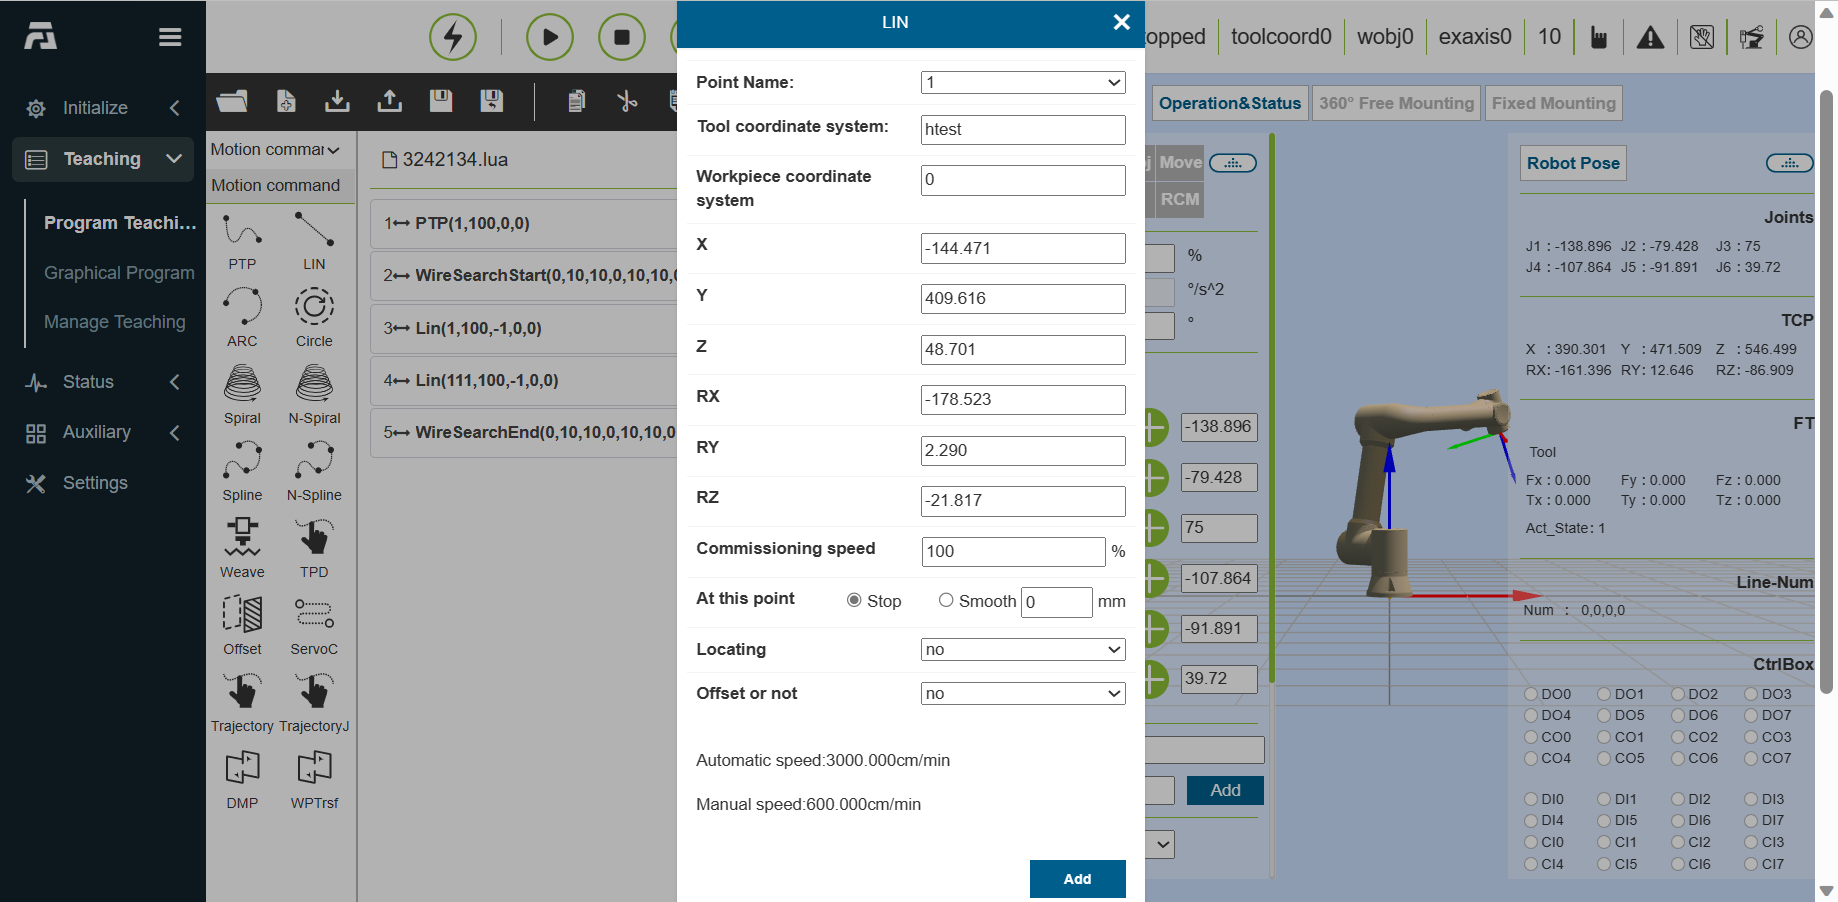 LIN
toolcoord0
wobj0
exaxis0
10
Initialize
Teaching
Program Teachi...
Graphical Program
Manage Teaching
Status
Auxiliary
Settings
Motion command
PTP
LIN
ARC
Circle
Spiral
N-Spiral
Spline
N-Spline
Weave
TPD
Offset
ServoC
Trajectory
TrajectoryJ
DMP
WPTrsf
3242134.lua
1 PTP(1,100,0,0)
2 WireSearchStart(0,10,10,0,10,10,0
3 Lin(1,100,-1,0,0)
4 Lin(111,100,-1,0,0)
5 WireSearchEnd(0,10,10,0,10,10,0
Point Name: 1
Tool coordinate system: htest
Workpiece coordinate
system
0
X -144.471
Y 409.616
Z 48.701
RX -178.523
RY 2.290
RZ -21.817
Commissioning speed 100 %
At this point Stop Smooth 0 mm
Locating no
Offset or not no
Automatic speed:3000.000cm/min
Manual speed:600.000cm/min
Add
Operation&Status
360° Free Mounting
Fixed Mounting
Move
RCM
%
°/s^2
°
-138.896
-79.428
75
-107.864
-91.891
39.72
Add
Robot Pose
Joints
J1 : -138.896 J2 : -79.428 J3 : 75
J4 : -107.864 J5 : -91.891 J6 : 39.72
TCP
X : 390.301 Y : 471.509 Z : 546.499
RX: -161.396 RY: 12.646 RZ: -86.909
FT
Tool
Fx : 0.000 Fy : 0.000 Fz : 0.000
Tx : 0.000 Ty : 0.000 Tz : 0.000
Act_State: 1
Line-Num
Num : 0,0,0,0
CtrlBox
DO0 DO1 DO2 DO3
DO4 DO5 DO6 DO7
CO0 CO1 CO2 CO3
CO4 CO5 CO6 CO7
DI0 DI1 DI2 DI3
DI4 DI5 DI6 DI7
CI0 CI1 CI2 CI3
CI4 CI5 CI6 CI7